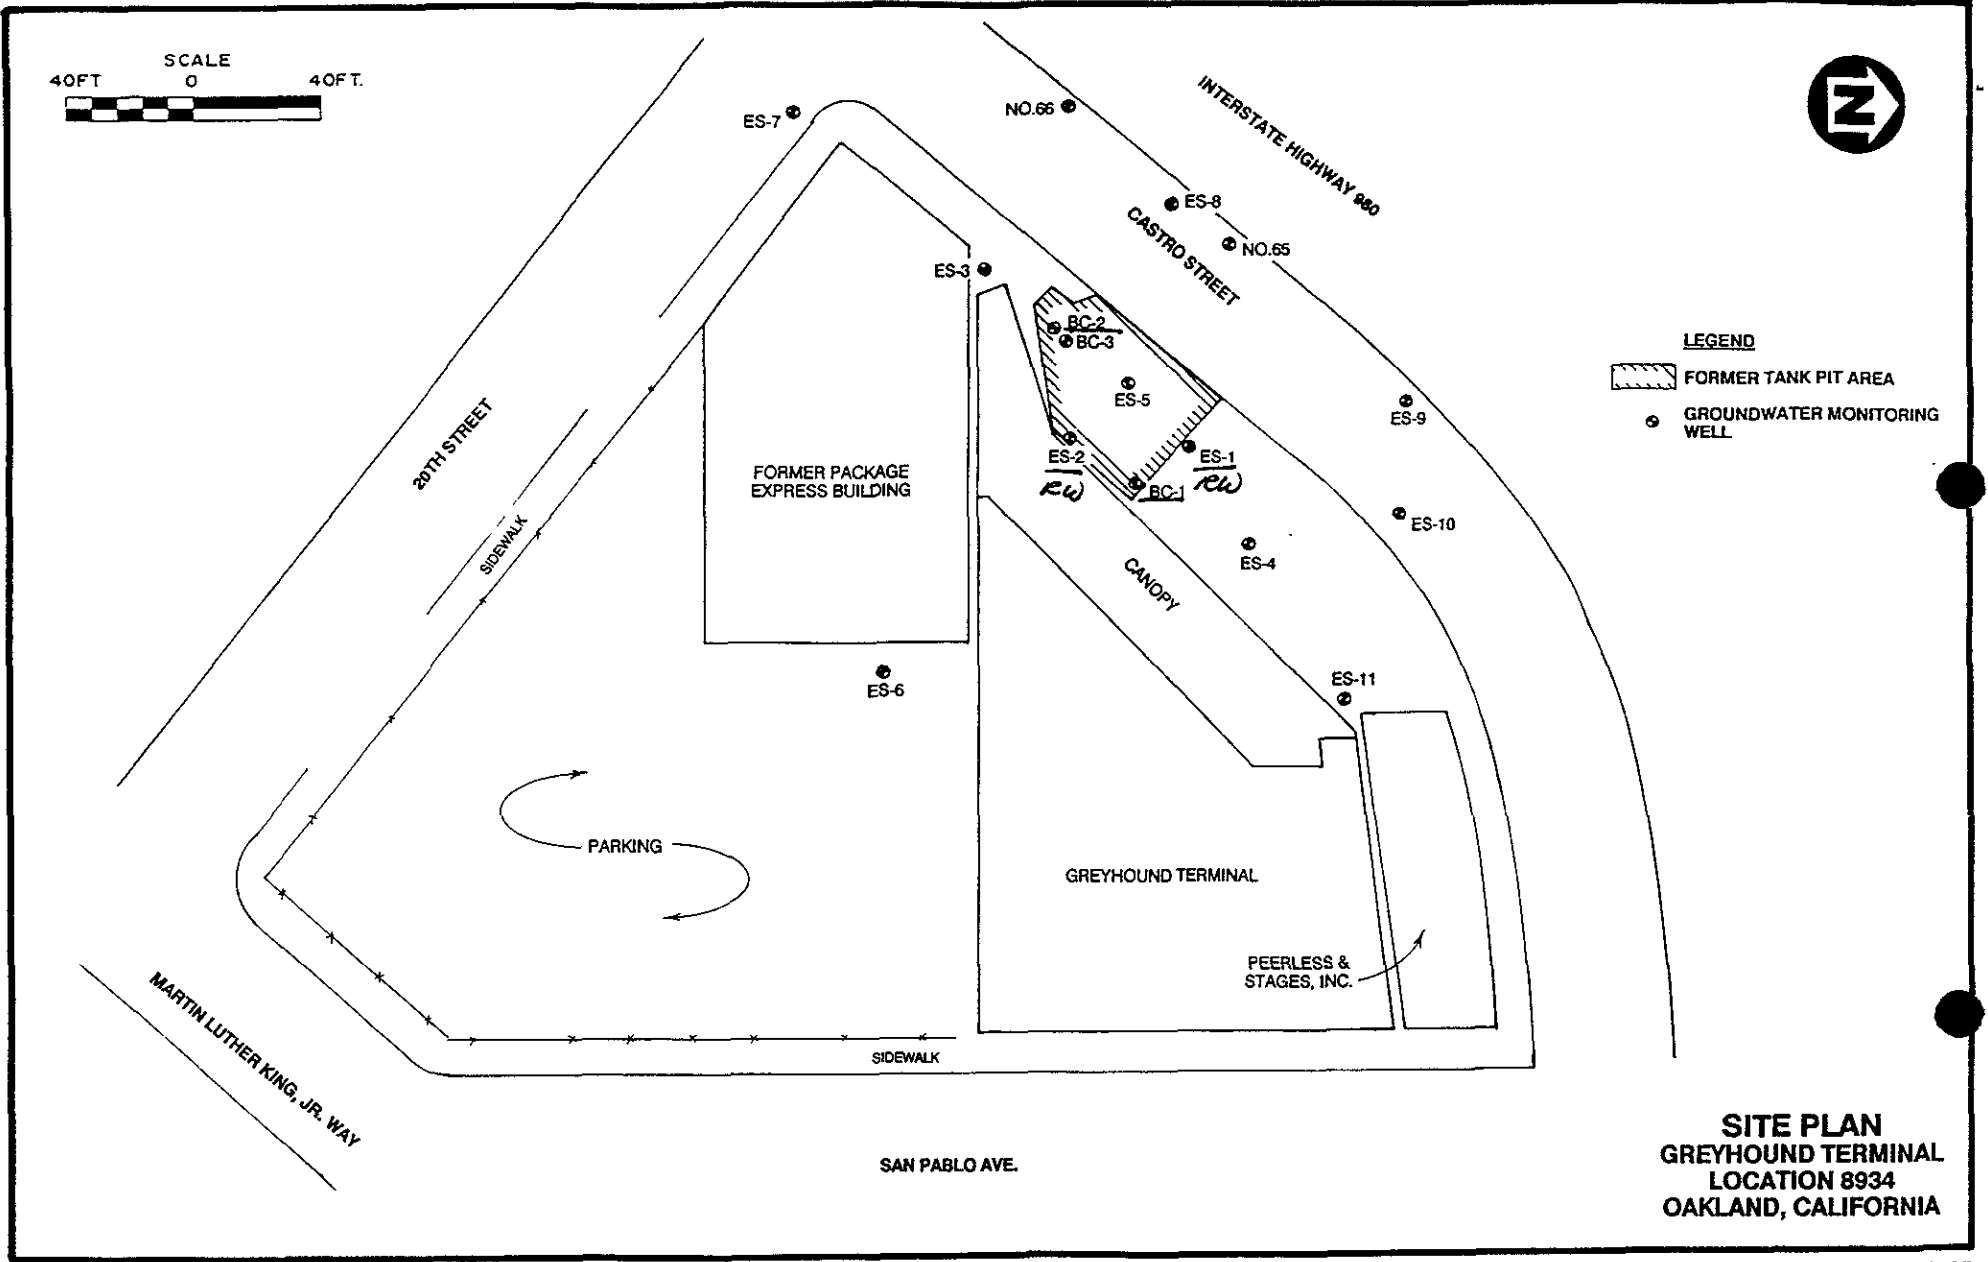 SCALE
40FT 0 40FT.
N
ES-7
NO.66
INTERSTATE HIGHWAY 980
ES-8
NO.65
CASTRO STREET
ES-3
BC-2
BC-3
ES-5
LEGEND
FORMER TANK PIT AREA
GROUNDWATER MONITORING
WELL
ES-9
20TH STREET
FORMER PACKAGE
EXPRESS BUILDING
ES-2
RW
ES-1
RW
BC-1
ES-10
SIDEWALK
ES-4
CANOPY
ES-6
ES-11
PARKING
GREYHOUND TERMINAL
PEERLESS &
STAGES, INC.
MARTIN LUTHER KING, JR. WAY
SIDEWALK
SAN PABLO AVE.
SITE PLAN
GREYHOUND TERMINAL
LOCATION 8934
OAKLAND, CALIFORNIA